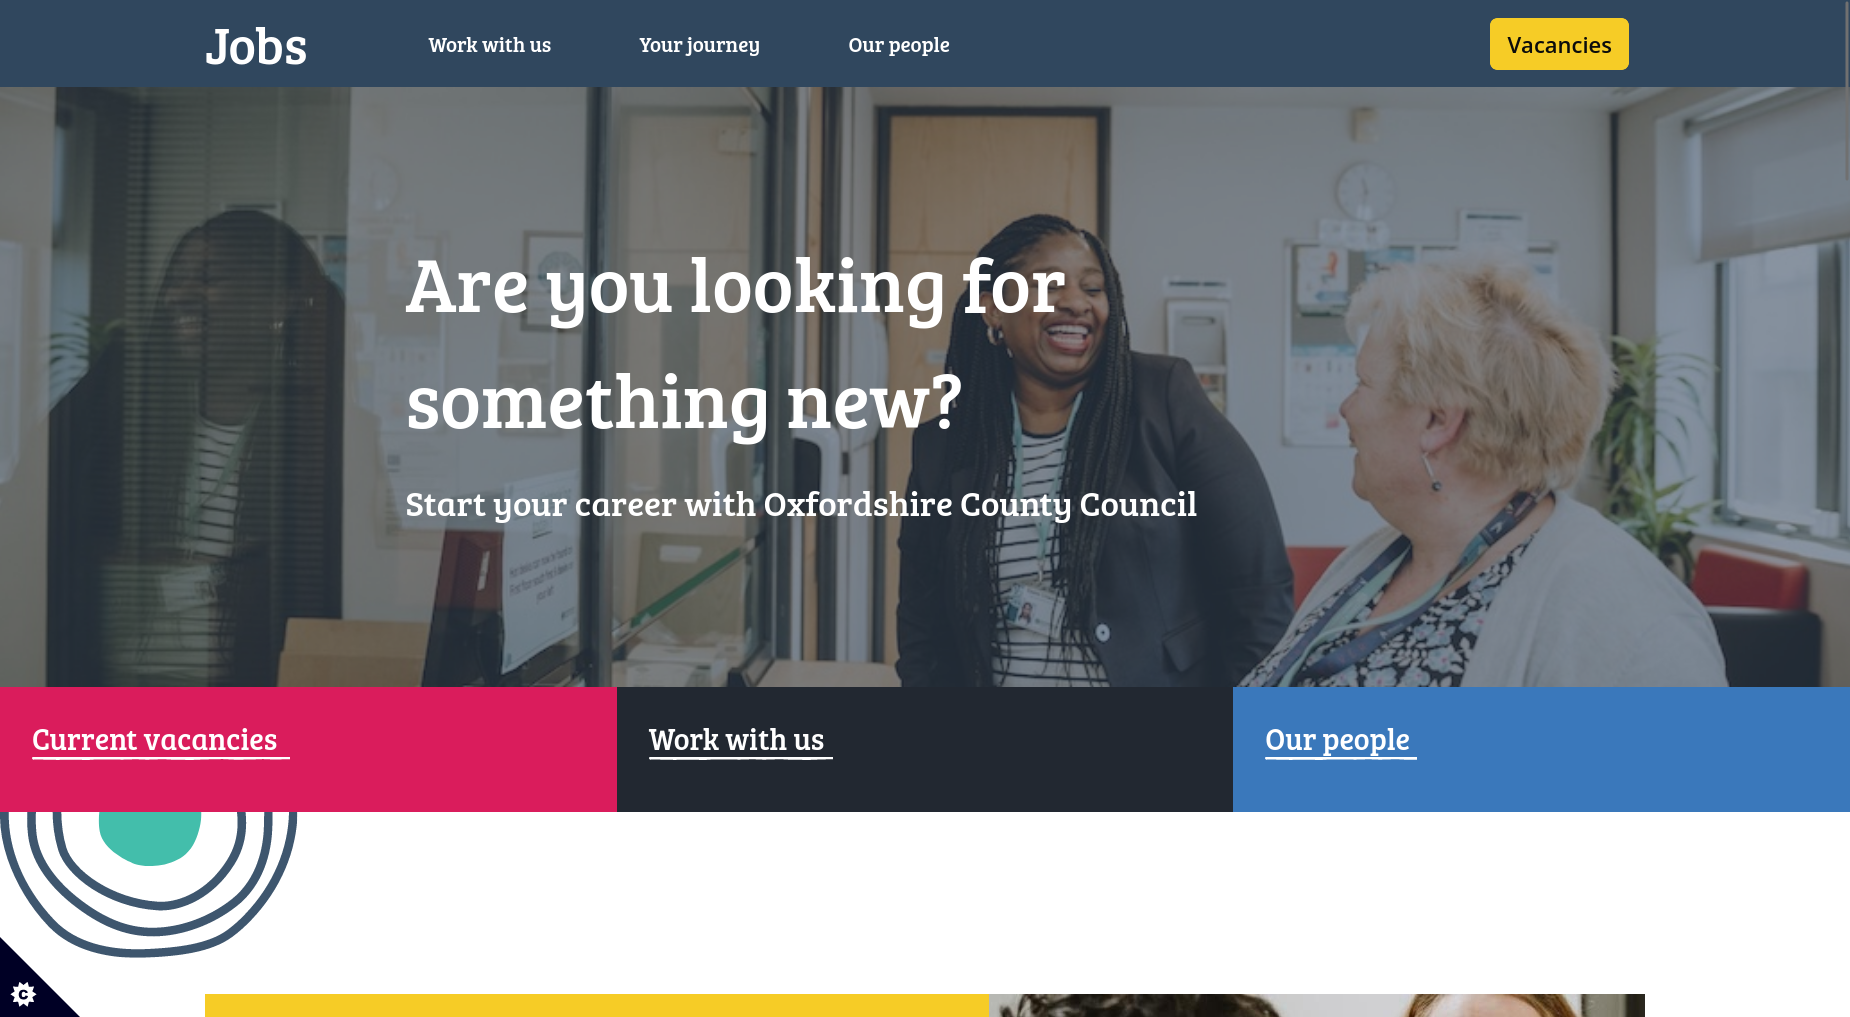 Jobs
Work with us
Your journey
Our people
Vacancies
Are you looking for
something new?
Start your career with Oxfordshire County Council
Current vacancies
Work with us
Our people